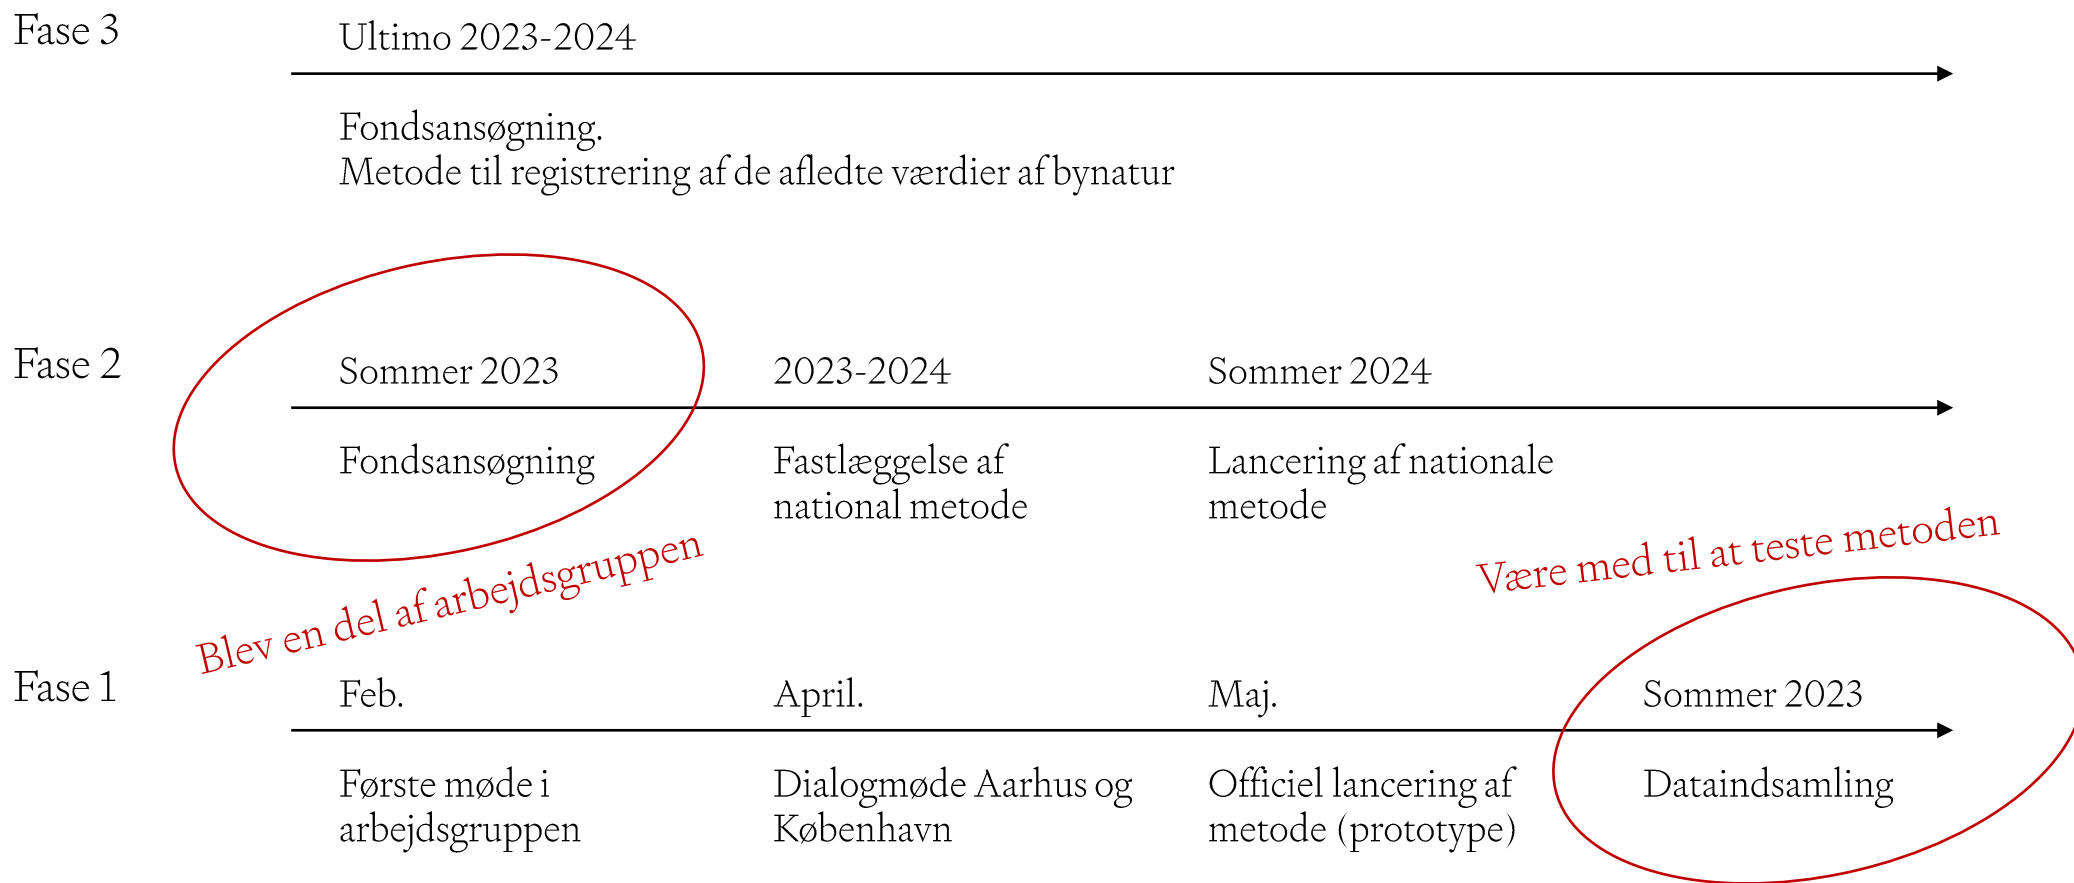 Fase 3
Ultimo 2023-2024
Fondsansøgning.
Metode til registrering af de afledte værdier af bynatur
Fase 2
Sommer 2023
2023-2024
Sommer 2024
Fondsansøgning
Fastlæggelse af
national metode
Lancering af nationale
metode
Blev en del af arbejdsgruppen
Være med til at teste metoden
Fase 1
Feb.
April.
Maj.
Sommer 2023
Første møde i
arbejdsgruppen
Dialogmøde Aarhus og
København
Officiel lancering af
metode (prototype)
Dataindsamling